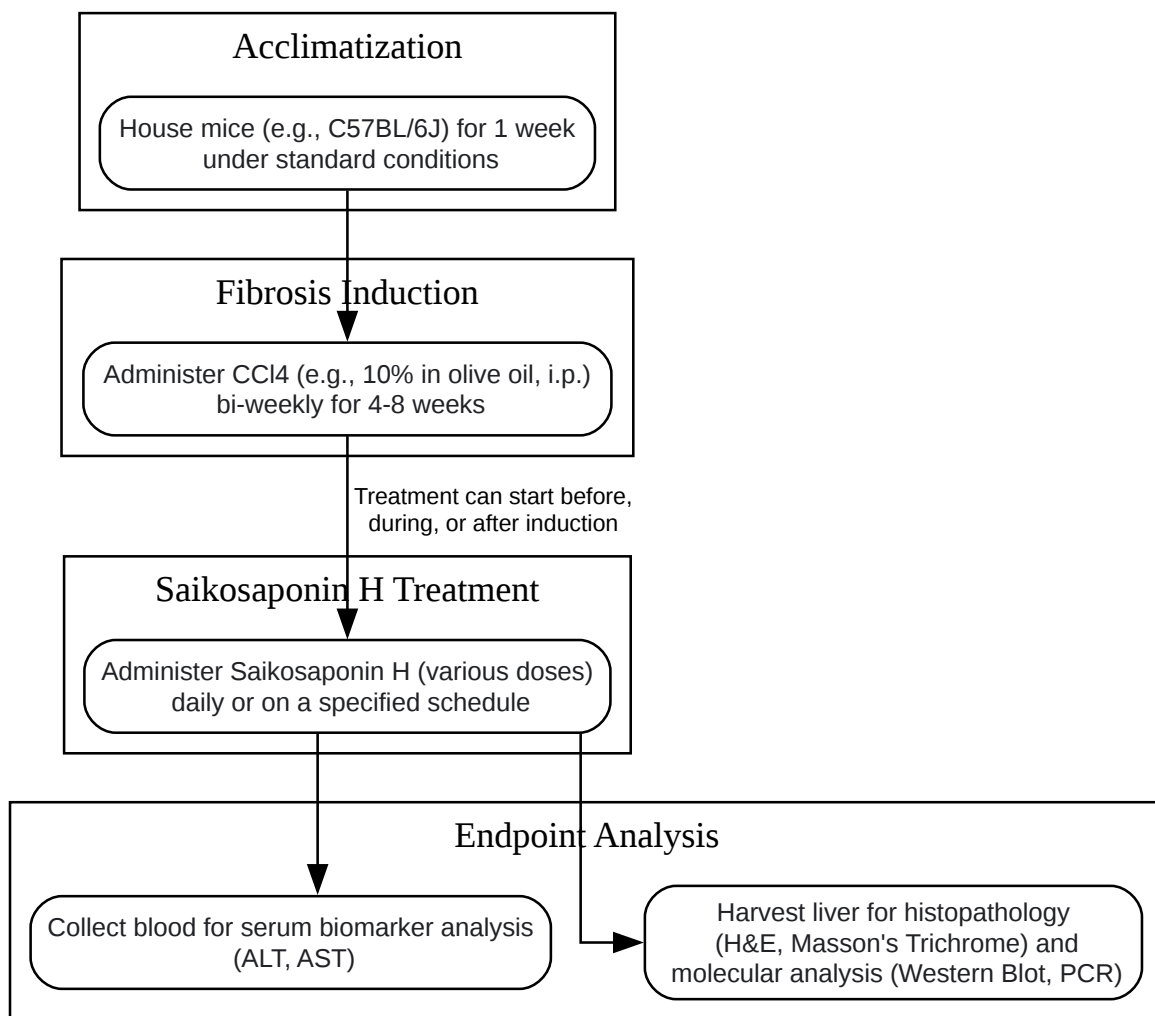 Acclimatization
House mice (e.g., C57BL/6J) for 1 week
under standard conditions
Fibrosis Induction
Administer CCl4 (e.g., 10% in olive oil, i.p.)
bi-weekly for 4-8 weeks
Treatment can start before,
during, or after induction
Saikosaponin H Treatment
Administer Saikosaponin H (various doses)
daily or on a specified schedule
Endpoint Analysis
Collect blood for serum biomarker analysis
(ALT, AST)
Harvest liver for histopathology
(H&E, Masson's Trichrome) and
molecular analysis (Western Blot, PCR)